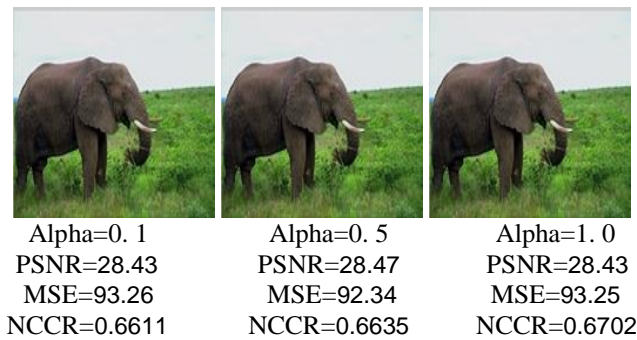 Alpha=0. 1 Alpha=0. 5 Alpha=1. 0
PSNR=28.43 PSNR=28.47 PSNR=28.43
MSE=93.26 MSE=92.34 MSE=93.25
NCCR=0.6611 NCCR=0.6635 NCCR=0.6702